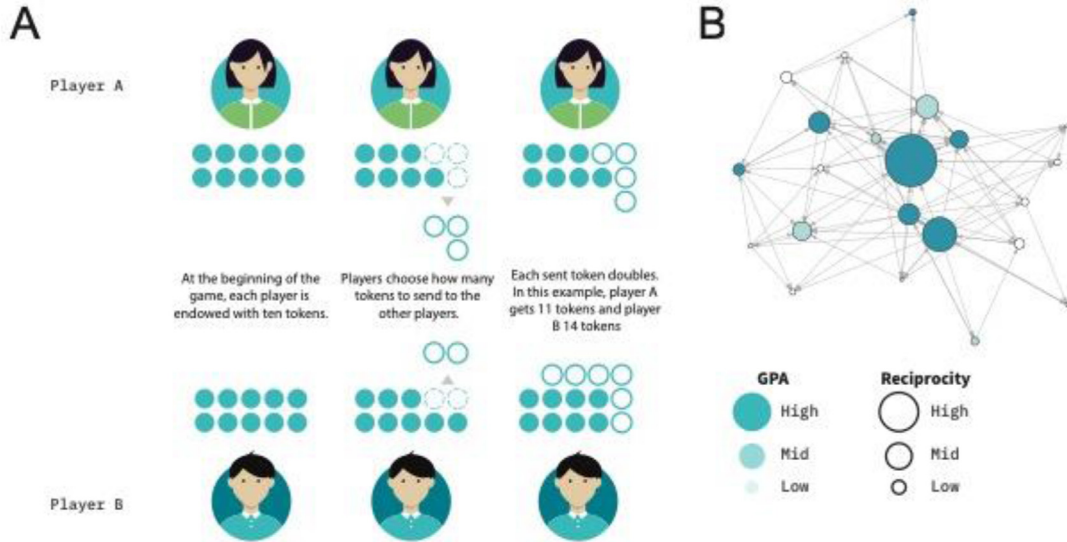 A
B
Player A
At the beginning of the
game, each player is
endowed with ten tokens.
Players choose how many
tokens to send to the
other players.
Each sent token doubles.
In this example, player A
gets 11 tokens and player
B 14 tokens
Player B
GPA
High
Mid
Low
Reciprocity
High
Mid
Low